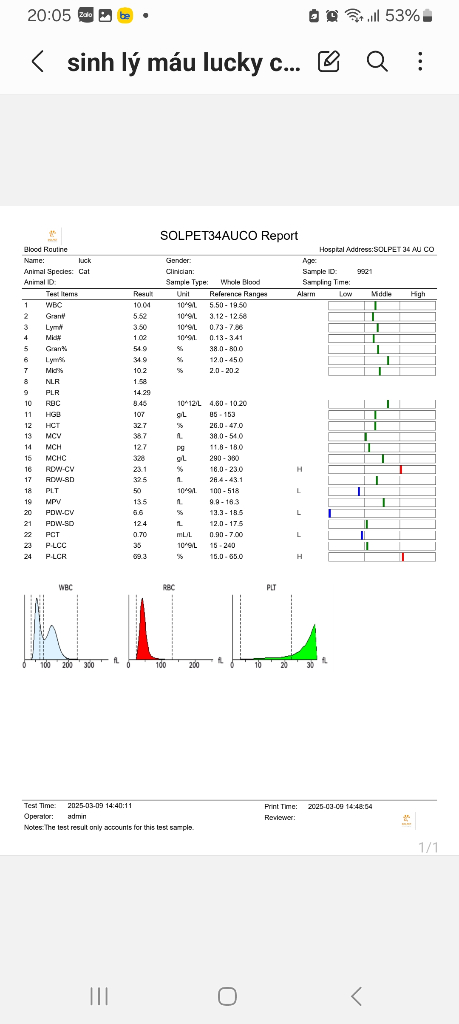 20:05 Zalo be • 53%
sinh lý máu lucky c...
SOLPET34AUCO Report
Blood Routine Hospital Address:SOLPET 34 AU CO
Name: luck Gender: Age:
Animal Species: Cat Clinician: Sample ID: 9921
Animal ID: Sample Type: Whole Blood Sampling Time:
Test Items Result Unit Reference Ranges Alarm Low Middle High
1 WBC 10.04 10^9/L 5.50 - 19.50
2 Gran# 5.52 10^9/L 3.12 - 12.58
3 Lym# 3.50 10^9/L 0.73 - 7.86
4 Mid# 1.02 10^9/L 0.13 - 3.41
5 Gran% 54.9 % 38.0 - 80.0
6 Lym% 34.9 % 12.0 - 45.0
7 Mid% 10.2 % 2.0 - 20.2
8 NLR 1.58
9 PLR 14.29
10 RBC 8.45 10^12/L 4.60 - 10.20
11 HGB 107 g/L 85 - 153
12 HCT 32.7 % 26.0 - 47.0
13 MCV 38.7 fL 38.0 - 54.0
14 MCH 12.7 pg 11.8 - 18.0
15 MCHC 328 g/L 290 - 360
16 RDW-CV 23.1 % 16.0 - 23.0 H
17 RDW-SD 32.5 fL 26.4 - 43.1
18 PLT 50 10^9/L 100 - 518 L
19 MPV 13.5 fL 9.9 - 16.3
20 PDW-CV 6.6 % 13.3 - 18.5 L
21 PDW-SD 12.4 fL 12.0 - 17.5
22 PCT 0.70 mL/L 0.90 - 7.00 L
23 P-LCC 35 10^9/L 15 - 240
24 P-LCR 69.3 % 15.0 - 65.0 H
WBC RBC PLT
0 100 200 300 fL 0 100 200 fL 0 10 20 30 fL
Test Time: 2025-03-09 14:40:11 Print Time: 2025-03-09 14:48:54
Operator: admin Reviewer:
Notes:The test result only accounts for this test sample.
1/1